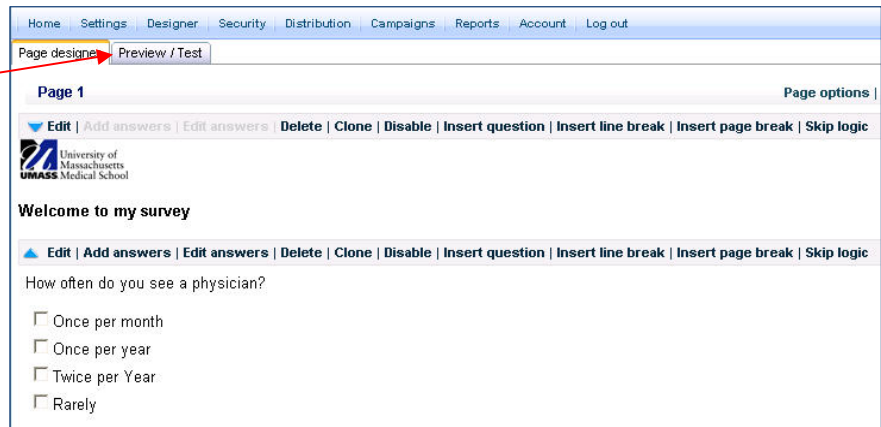 Home Settings Designer Security Distribution Campaigns Reports Account Log out
Page designer Preview / Test
Page 1 Page options |
Edit | Add answers | Edit answers | Delete | Clone | Disable | Insert question | Insert line break | Insert page break | Skip logic
University of
Massachusetts
UMASS Medical School
Welcome to my survey
Edit | Add answers | Edit answers | Delete | Clone | Disable | Insert question | Insert line break | Insert page break | Skip logic
How often do you see a physician?
Once per month
Once per year
Twice per Year
Rarely